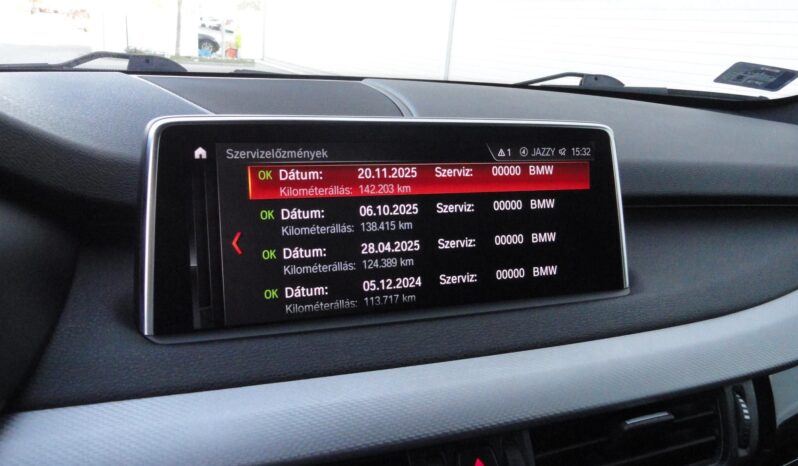 Szervizelőzmények ⚠1 ④ JAZZY 15:32
OK Dátum: 20.11.2025 Szerviz: 00000 BMW
Kilométerállás: 142.203 km
OK Dátum: 06.10.2025 Szerviz: 00000 BMW
Kilométerállás: 138.415 km
OK Dátum: 28.04.2025 Szerviz: 00000 BMW
Kilométerállás: 124.389 km
OK Dátum: 05.12.2024 Szerviz: 00000 BMW
Kilométerállás: 113.717 km